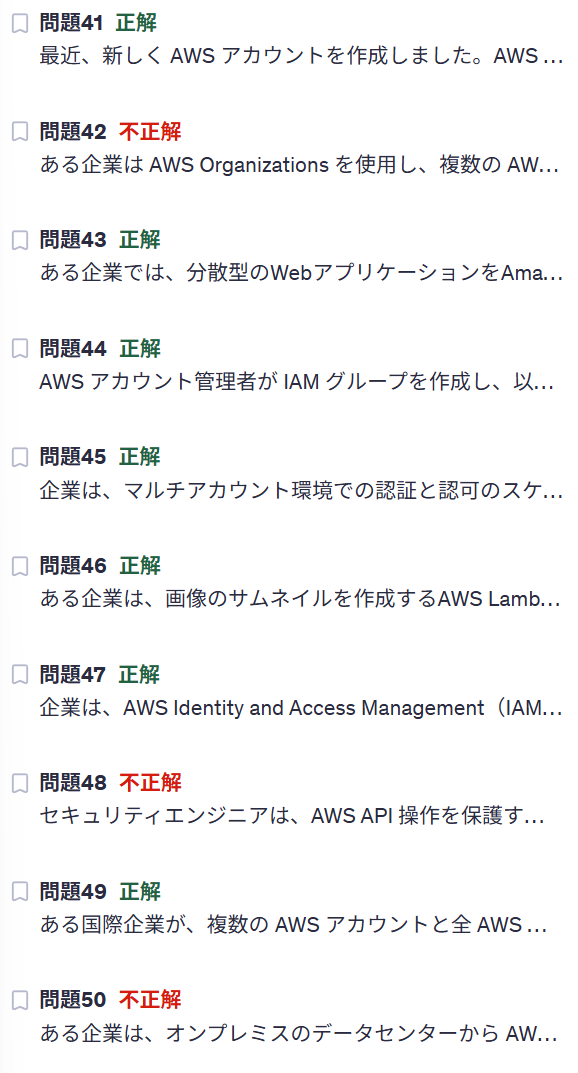 問題41 正解
最近、新しく AWS アカウントを作成しました。AWS …
問題42 不正解
ある企業は AWS Organizations を使用し、複数の AW…
問題43 正解
ある企業では、分散型のWebアプリケーションをAma…
問題44 正解
AWS アカウント管理者が IAM グループを作成し、以…
問題45 正解
企業は、マルチアカウント環境での認証と認可のスケ…
問題46 正解
ある企業は、画像のサムネイルを作成するAWS Lamb…
問題47 正解
企業は、AWS Identity and Access Management（IAM…
問題48 不正解
セキュリティエンジニアは、AWS API 操作を保護す…
問題49 正解
ある国際企業が、複数の AWS アカウントと全 AWS …
問題50 不正解
ある企業は、オンプレミスのデータセンターから AW…